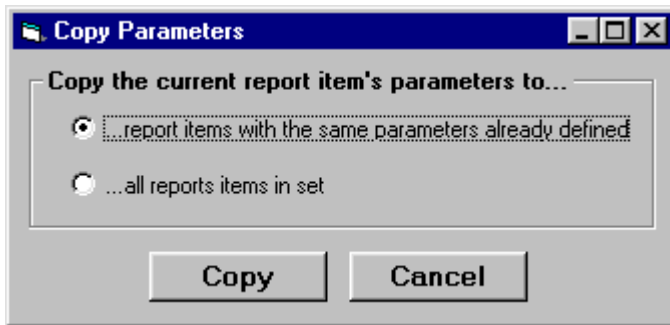 Copy Parameters
Copy the current report item's parameters to...
...report items with the same parameters already defined
...all reports items in set
Copy
Cancel